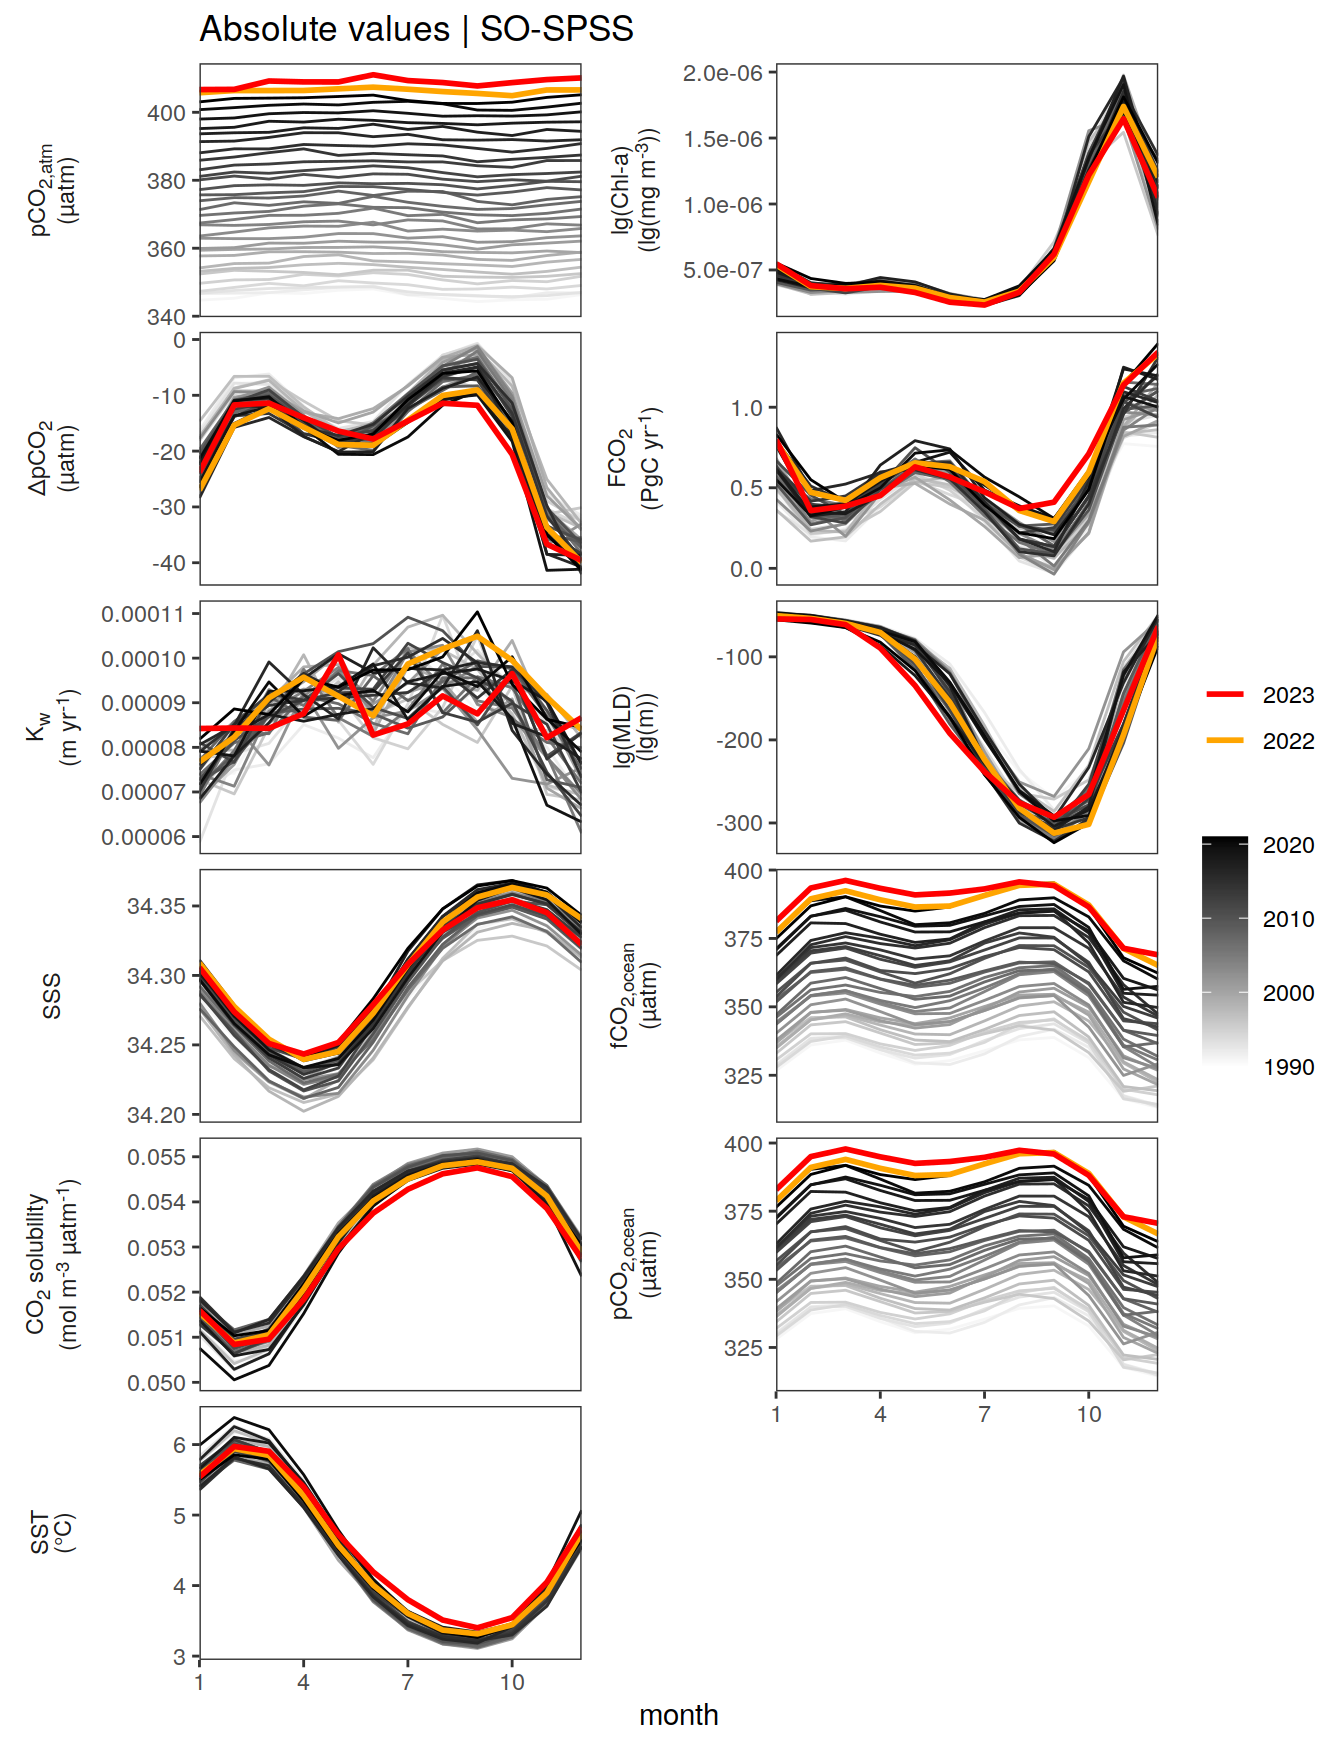 Absolute values | SO-SPSS
pCO2,atm
(µatm)
400
380
360
340
ΔpCO2
(µatm)
0
-10
-20
-30
-40
Kw
(m yr-1)
0.00011
0.00010
0.00009
0.00008
0.00007
0.00006
SSS
34.35
34.30
34.25
34.20
CO2 solubility
(mol m-3 µatm-1)
0.055
0.054
0.053
0.052
0.051
0.050
SST
(°C)
6
5
4
3
1 4 7 10
lg(Chl-a)
(lg(mg m-3))
2.0e-06
1.5e-06
1.0e-06
5.0e-07
FCO2
(PgC yr-1)
1.0
0.5
0.0
lg(MLD)
(lg(m))
-100
-200
-300
fCO2,ocean
(µatm)
400
375
350
325
pCO2,ocean
(µatm)
400
375
350
325
1 4 7 10
month
2023
2022
2020
2010
2000
1990